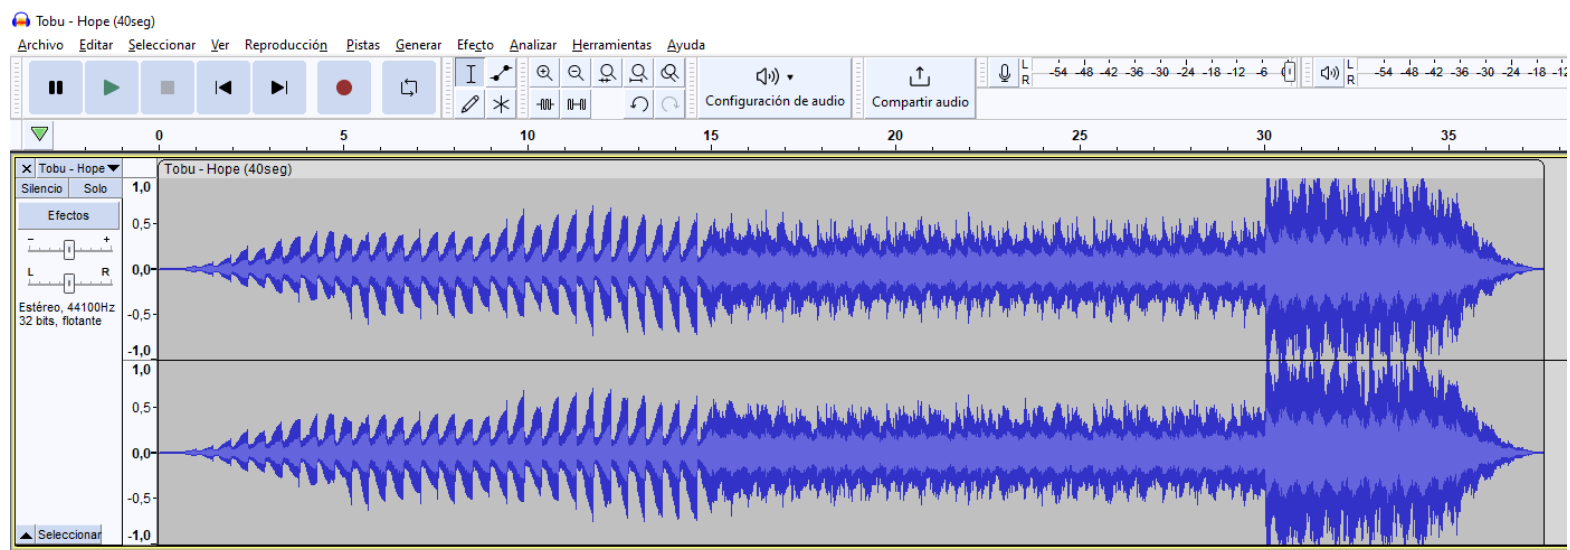 Tobu - Hope (40seg)
Archivo Editar Seleccionar Ver Reproducción Pistas Generar Efecto Analizar Herramientas Ayuda
L -54 -48 -42 -36 -30 -24 -18 -12 -6 0 L -54 -48 -42 -36 -30 -24 -18 -12
R R
Configuración de audio Compartir audio
0 5 10 15 20 25 30 35
Tobu - Hope Tobu - Hope (40seg)
Silencio Solo 1,0
Efectos 0,5
- +
L R 0,0
Estéreo, 44100Hz -0,5
32 bits, flotante
-1,0
1,0
0,5
0,0
-0,5
Seleccionar -1,0